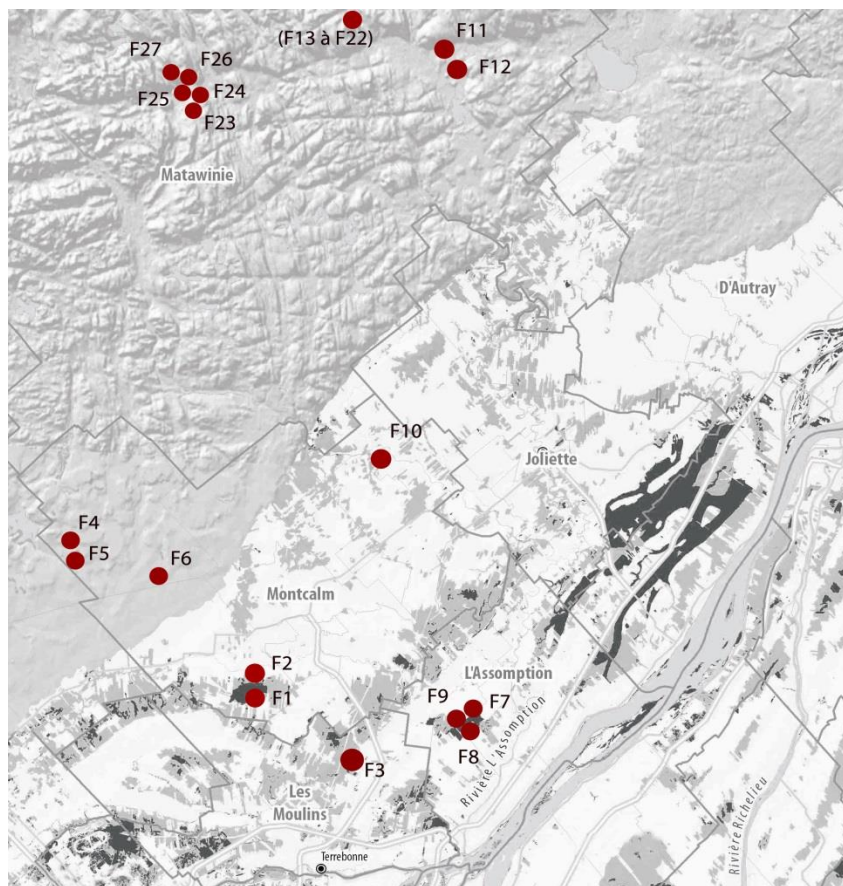 (F13 à F22)
F11
F12
F27
F26
F25
F24
F23
Matawinie
D'Autray
F10
Joliette
F4
F5
F6
Montcalm
F2
F1
L'Assomption
F9
F7
F8
Rivière L'Assomption
F3
Les
Moulins
Terrebonne
Rivière Richelieu